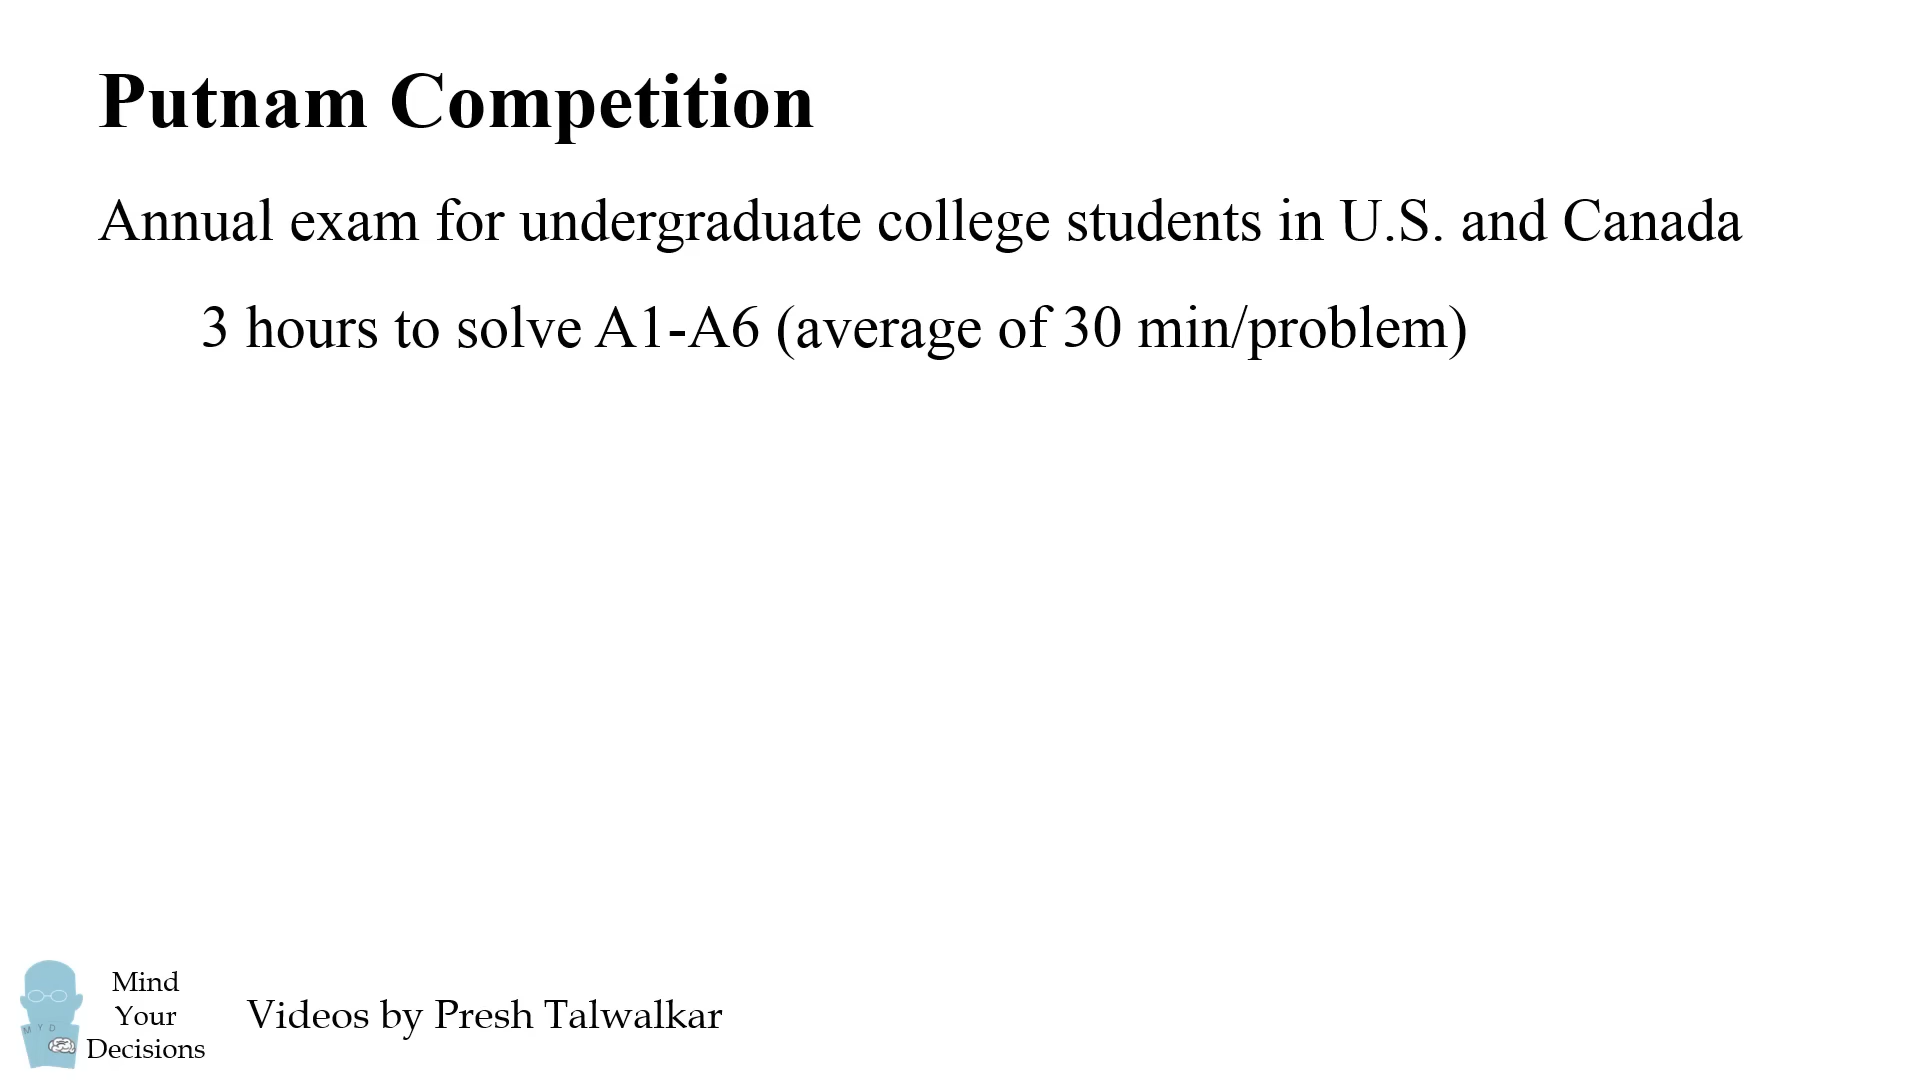 Putnam Competition
Annual exam for undergraduate college students in U.S. and Canada
3 hours to solve A1-A6 (average of 30 min/problem)
Mind
Your
Decisions
M Y D
Videos by Presh Talwalkar